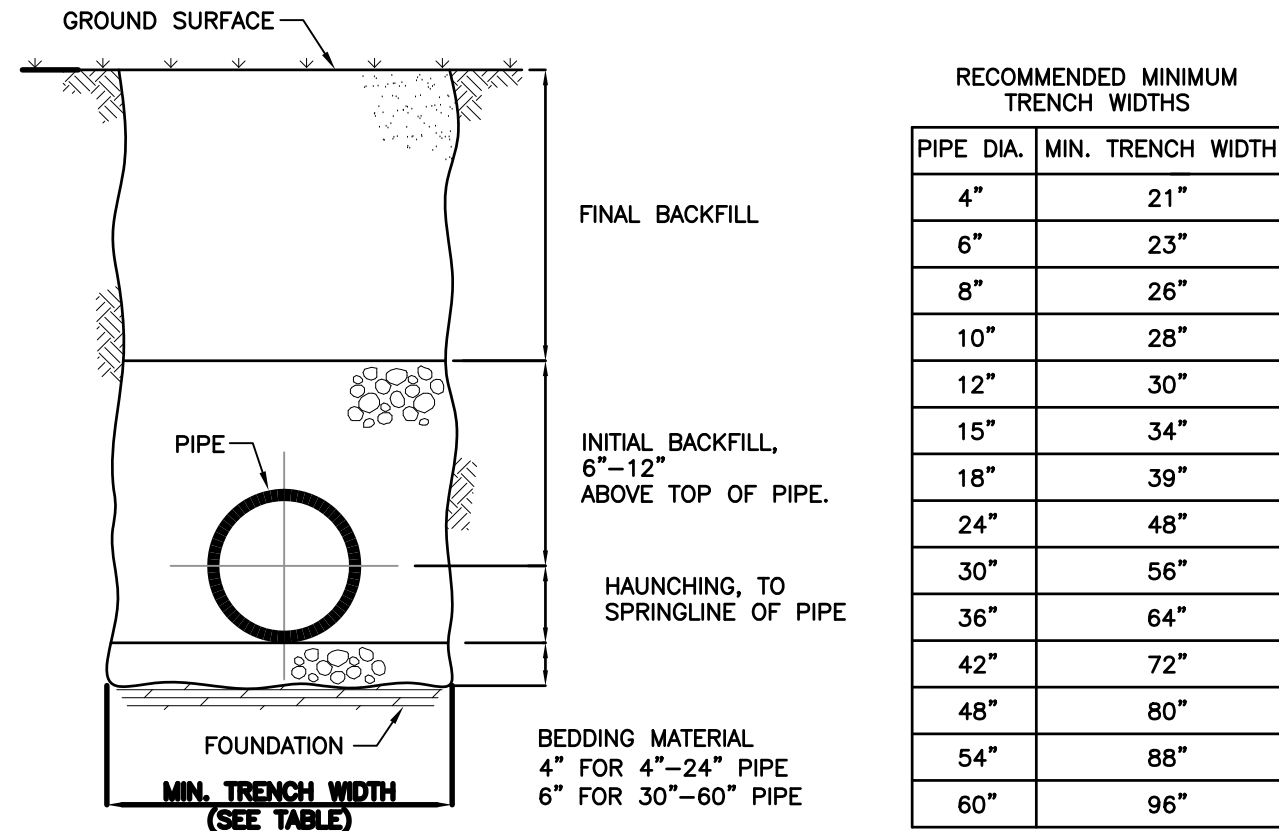 GROUND SURFACE
FINAL BACKFILL
PIPE
INITIAL BACKFILL,
6"–12"
ABOVE TOP OF PIPE.
HAUNCHING, TO
SPRINGLINE OF PIPE
FOUNDATION
BEDDING MATERIAL
4" FOR 4"–24" PIPE
6" FOR 30"–60" PIPE
MIN. TRENCH WIDTH
(SEE TABLE)
RECOMMENDED MINIMUM
TRENCH WIDTHS
PIPE DIA. MIN. TRENCH WIDTH
4" 21"
6" 23"
8" 26"
10" 28"
12" 30"
15" 34"
18" 39"
24" 48"
30" 56"
36" 64"
42" 72"
48" 80"
54" 88"
60" 96"